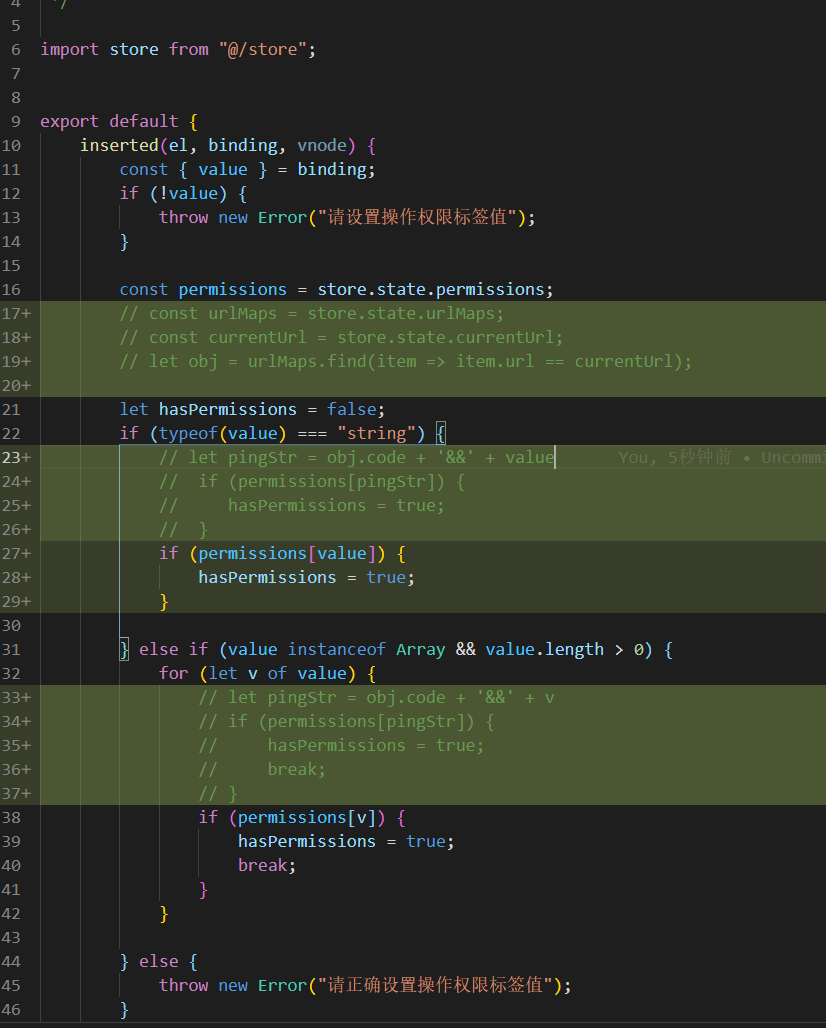 4 */
5
6 import store from "@/store";
7
8
9 export default {
10 inserted(el, binding, vnode) {
11 const { value } = binding;
12 if (!value) {
13 throw new Error("请设置操作权限标签值");
14 }
15
16 const permissions = store.state.permissions;
17+ // const urlMaps = store.state.urlMaps;
18+ // const currentUrl = store.state.currentUrl;
19+ // let obj = urlMaps.find(item => item.url == currentUrl);
20+
21 let hasPermissions = false;
22 if (typeof(value) === "string") {
23+ // let pingStr = obj.code + '&&' + value You, 5秒钟前 • Uncommi
24+ //  if (permissions[pingStr]) {
25+ //     hasPermissions = true;
26+ //  }
27+ if (permissions[value]) {
28+ hasPermissions = true;
29+ }
30
31 } else if (value instanceof Array && value.length > 0) {
32 for (let v of value) {
33+ // let pingStr = obj.code + '&&' + v
34+ // if (permissions[pingStr]) {
35+ //     hasPermissions = true;
36+ //     break;
37+ // }
38 if (permissions[v]) {
39 hasPermissions = true;
40 break;
41 }
42 }
43
44 } else {
45 throw new Error("请正确设置操作权限标签值");
46 }